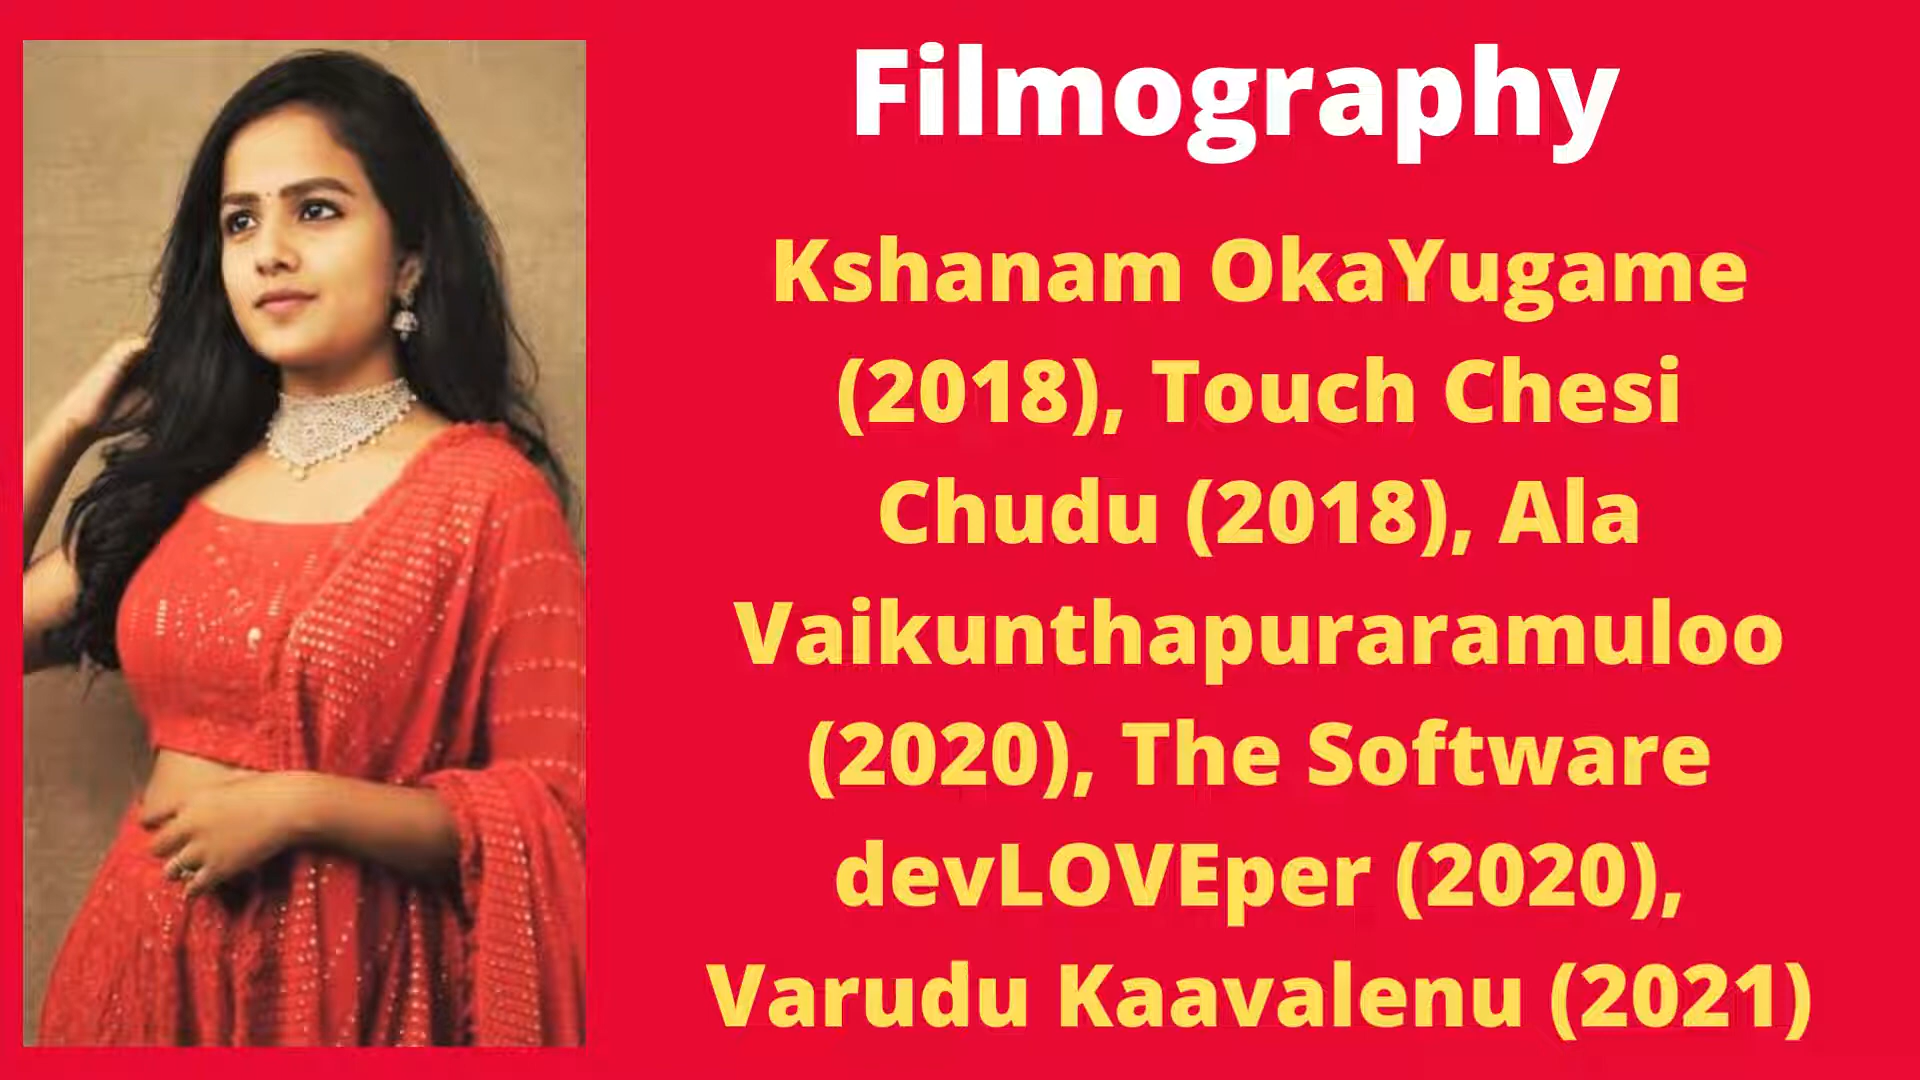 Filmography
Kshanam OkaYugame
(2018), Touch Chesi
Chudu (2018), Ala
Vaikunthapuraramuloo
(2020), The Software
devLOVEper (2020),
Varudu Kaavalenu (2021)